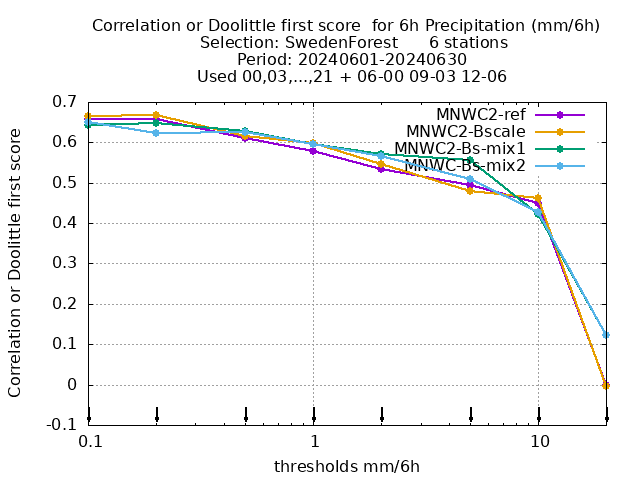 Correlation or Doolittle first score  for 6h Precipitation (mm/6h)
Selection: SwedenForest      6 stations
Period: 20240601-20240630
Used 00,03,...,21 + 06-00 09-03 12-06
MNWC2-ref
MNWC2-Bscale
MNWC2-Bs-mix1
MNWC-Bs-mix2
Correlation or Doolittle first score
0.7
0.6
0.5
0.4
0.3
0.2
0.1
0
-0.1
0.1
1
10
thresholds mm/6h